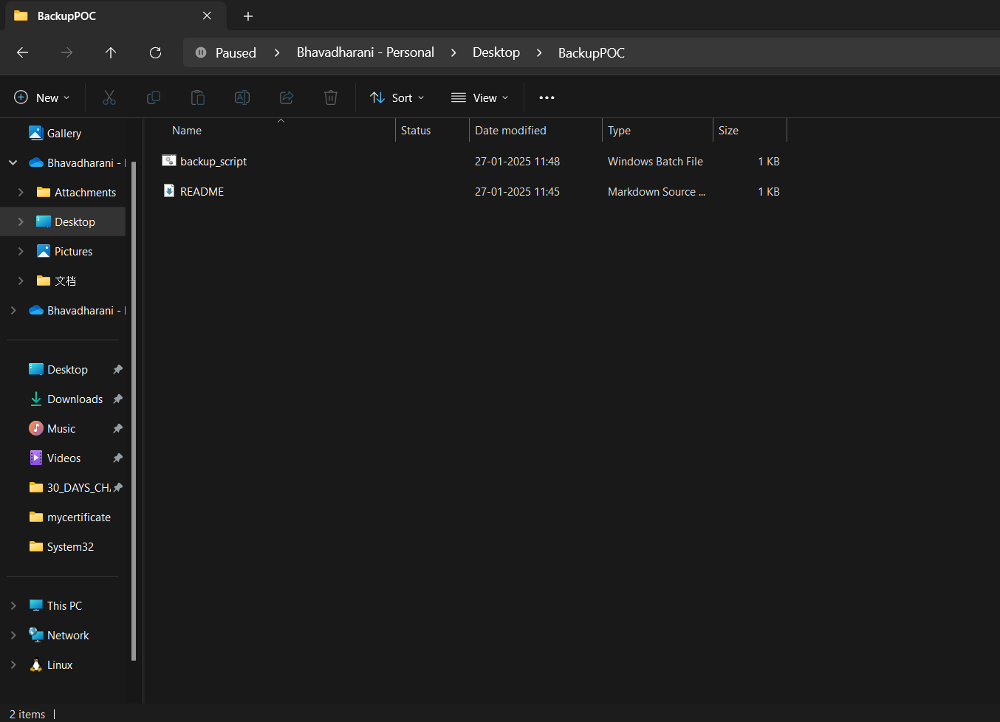 BackupPOC
Paused > Bhavadharani - Personal > Desktop > BackupPOC
New Sort View
Gallery
Bhavadharani -
Attachments
Desktop
Pictures
文档
Bhavadharani -
Desktop
Downloads
Music
Videos
30_DAYS_CH
mycertificate
System32
This PC
Network
Linux
Name Status Date modified Type Size
backup_script 27-01-2025 11:48 Windows Batch File 1 KB
README 27-01-2025 11:45 Markdown Source ... 1 KB
2 items